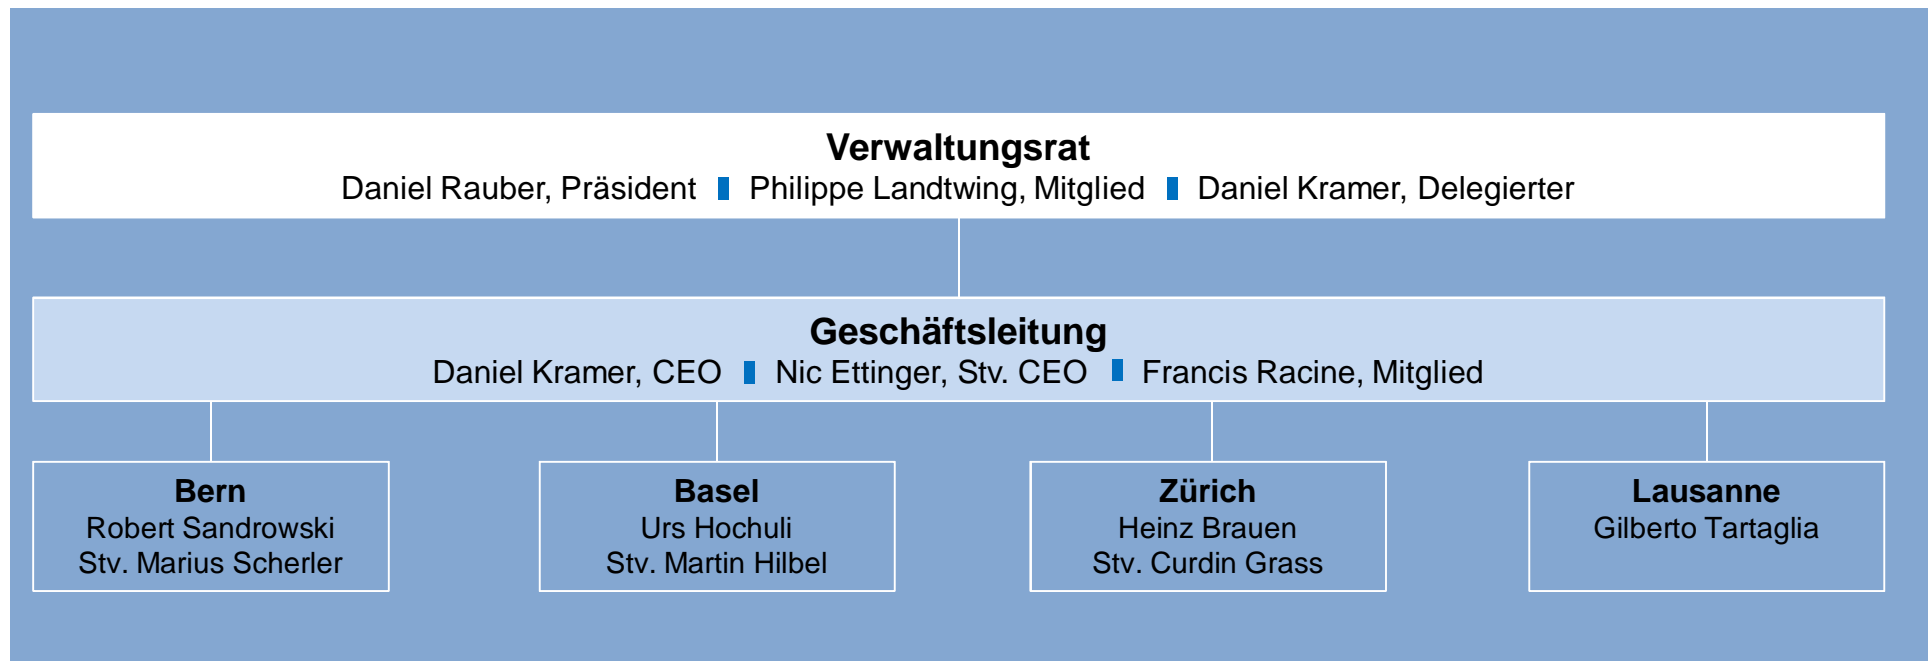 Verwaltungsrat
Daniel Rauber, Präsident Philippe Landtwing, Mitglied Daniel Kramer, Delegierter
Geschäftsleitung
Daniel Kramer, CEO Nic Ettinger, Stv. CEO Francis Racine, Mitglied
Bern
Robert Sandrowski
Stv. Marius Scherler
Basel
Urs Hochuli
Stv. Martin Hilbel
Zürich
Heinz Brauen
Stv. Curdin Grass
Lausanne
Gilberto Tartaglia